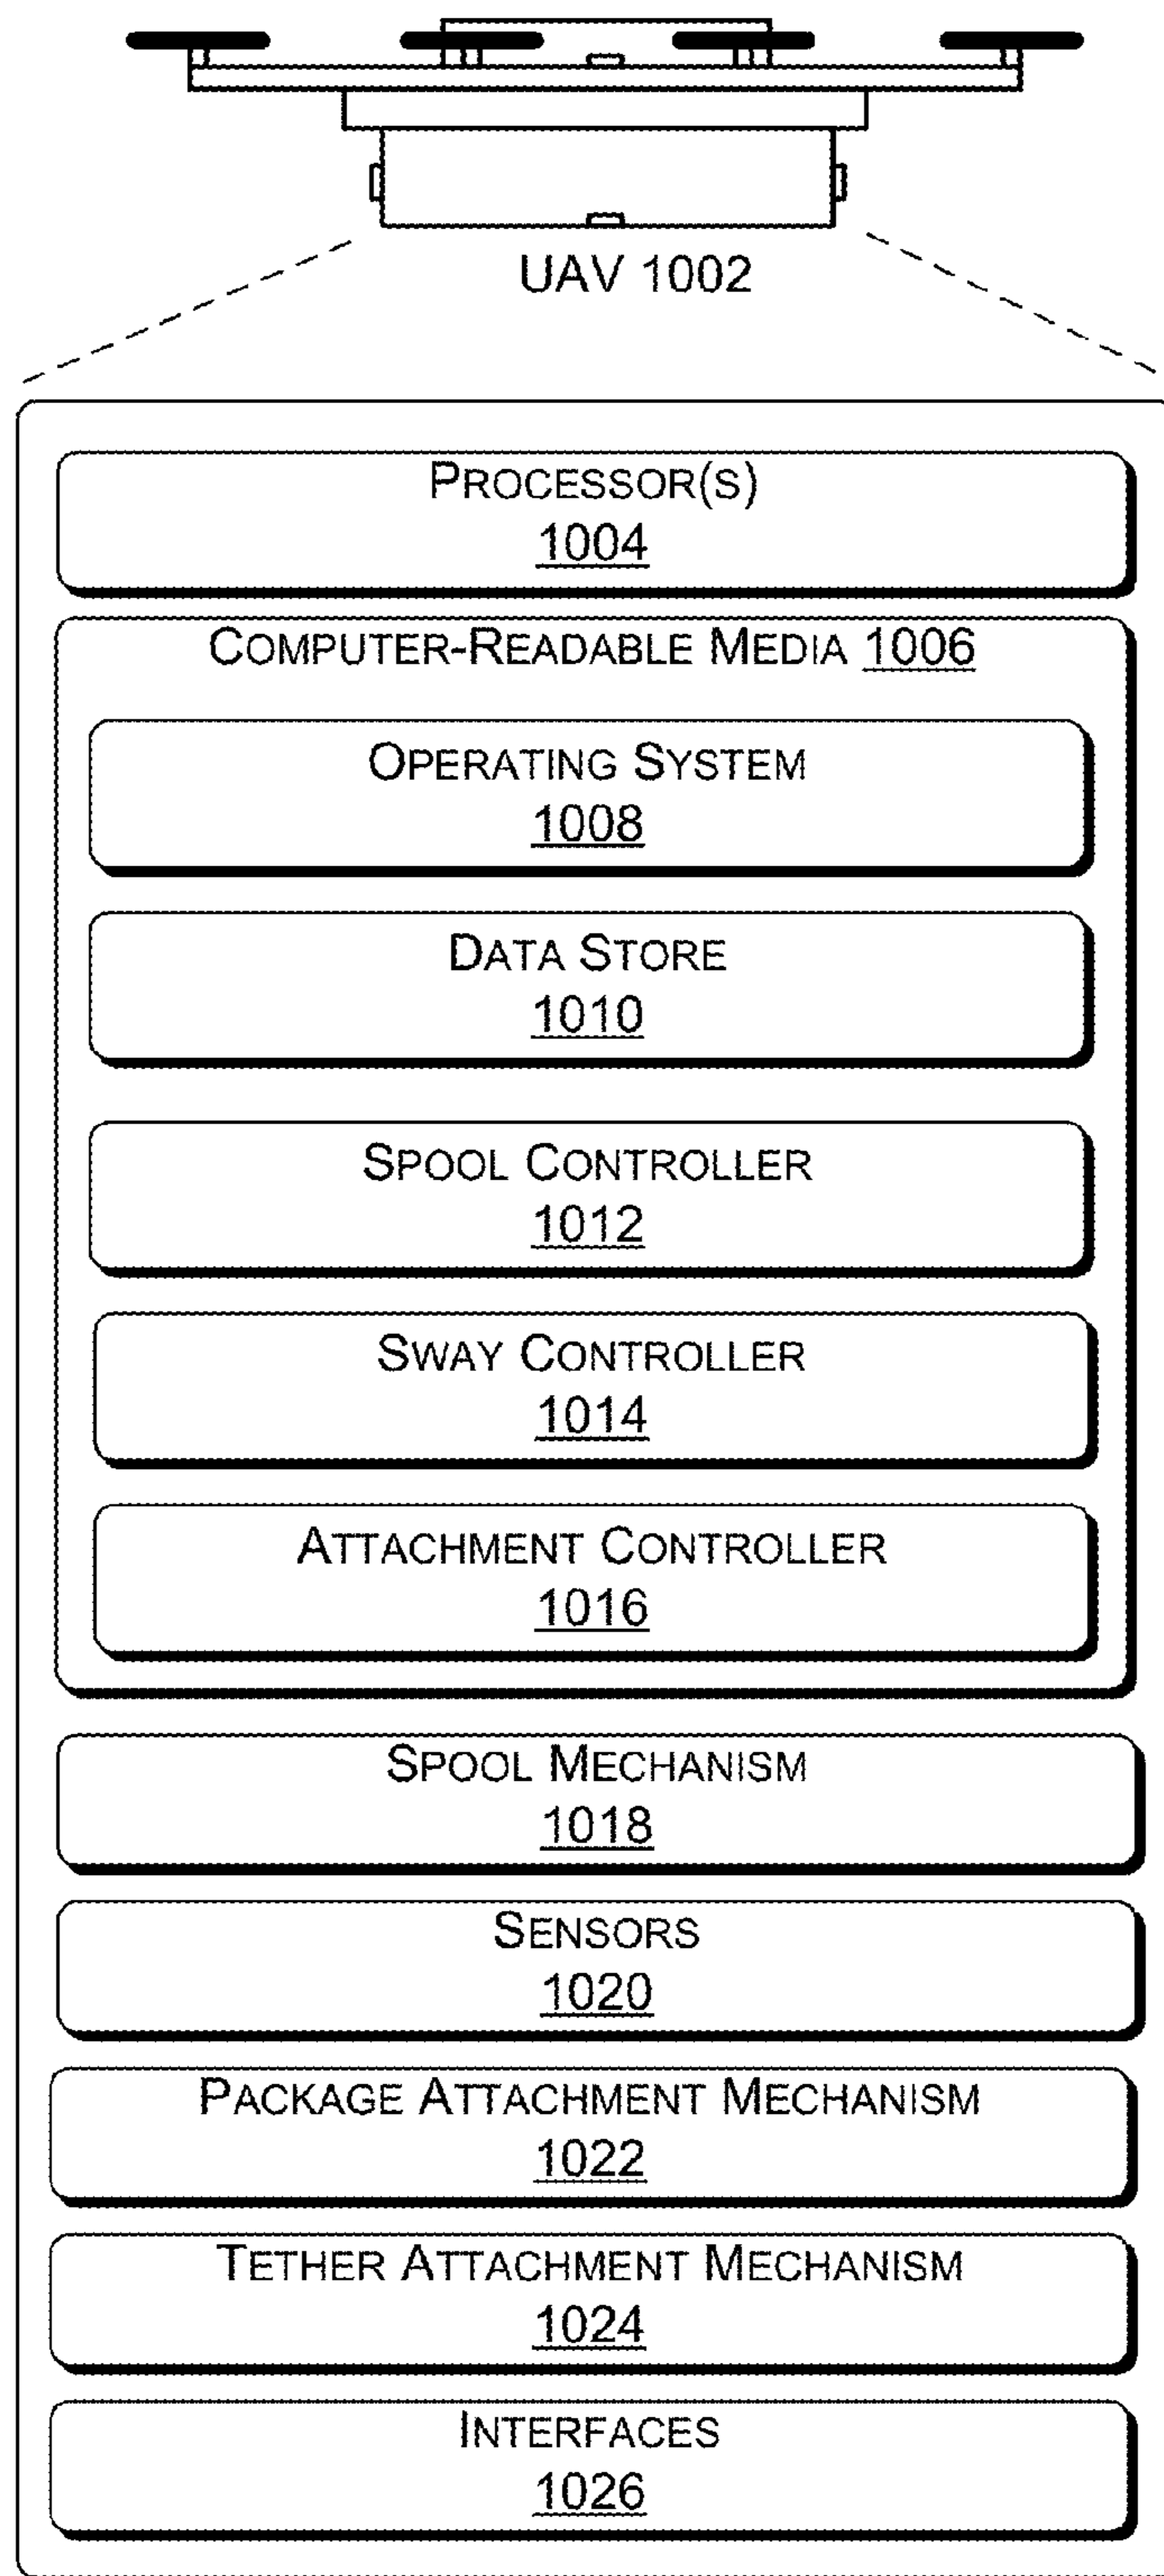 UAV 1002
PROCESSOR(S)
1004
COMPUTER-READABLE MEDIA 1006
OPERATING SYSTEM
1008
DATA STORE
1010
SPOOL CONTROLLER
1012
SWAY CONTROLLER
1014
ATTACHMENT CONTROLLER
1016
SPOOL MECHANISM
1018
SENSORS
1020
PACKAGE ATTACHMENT MECHANISM
1022
TETHER ATTACHMENT MECHANISM
1024
INTERFACES
1026